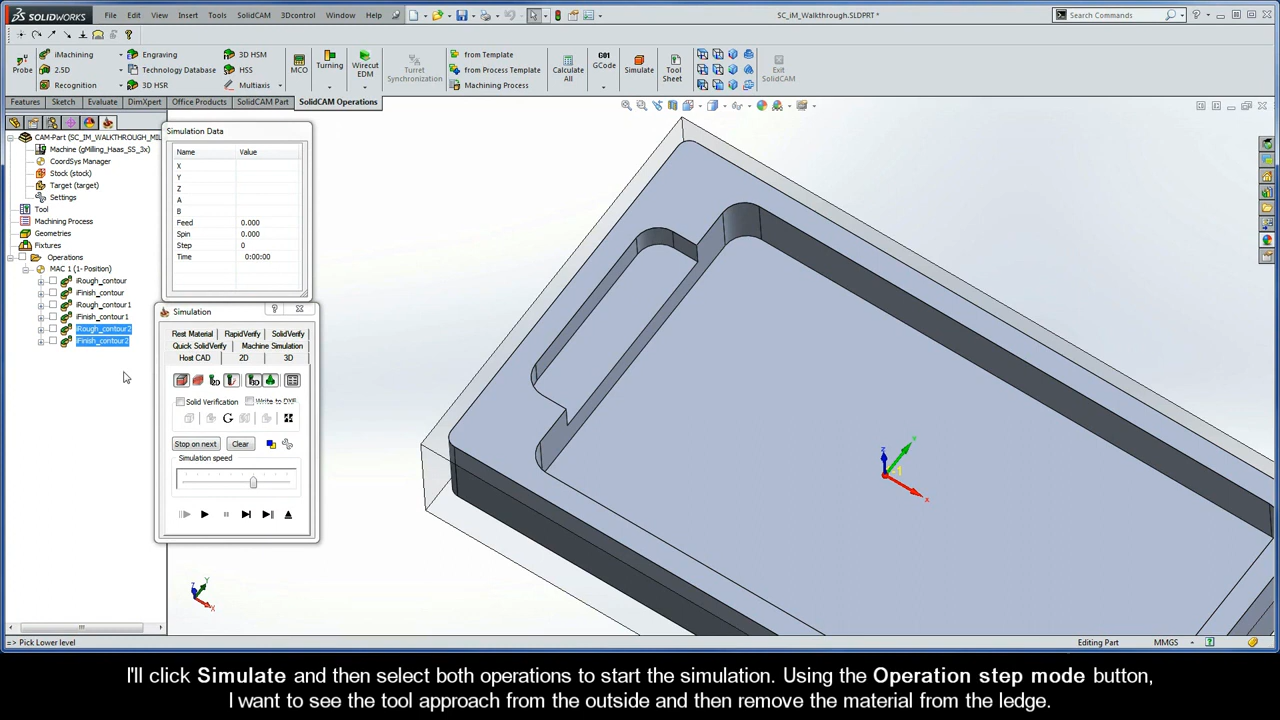 SOLIDWORKS File Edit View Insert Tools SolidCAM 3Dcontrol Window Help SC_iM_Walkthrough.SLDPRT * Search Commands
Probe iMachining 2.5D Recognition Engraving Technology Database 3D HSR 3D HSM HSS Multiaxis MCO Turning Wirecut EDM Turret Synchronization from Template from Process Template Machining Process Calculate All G01 GCode Simulate Tool Sheet Exit SolidCAM
Features Sketch Evaluate DimXpert Office Products SolidCAM Part SolidCAM Operations
CAM-Part (SC_IM_WALKTHROUGH_MIL
Machine (gMilling_Haas_SS_3x)
CoordSys Manager
Stock (stock)
Target (target)
Settings
Tool
Machining Process
Geometries
Fixtures
Operations
MAC 1 (1- Position)
iRough_contour
iFinish_contour
iRough_contour1
iFinish_contour1
iRough_contour2
iFinish_contour2
Simulation Data
Name Value
X
Y
Z
A
B
Feed 0.000
Spin 0.000
Step 0
Time 0:00:00
Simulation
Rest Material RapidVerify SolidVerify
Quick SolidVerify Machine Simulation
Host CAD 2D 3D
Solid Verification Write to DXF
Stop on next Clear
Simulation speed
Z Y 1 X
Z Y X
=> Pick Lower level Editing Part MMGS
I'll click Simulate and then select both operations to start the simulation. Using the Operation step mode button,
I want to see the tool approach from the outside and then remove the material from the ledge.